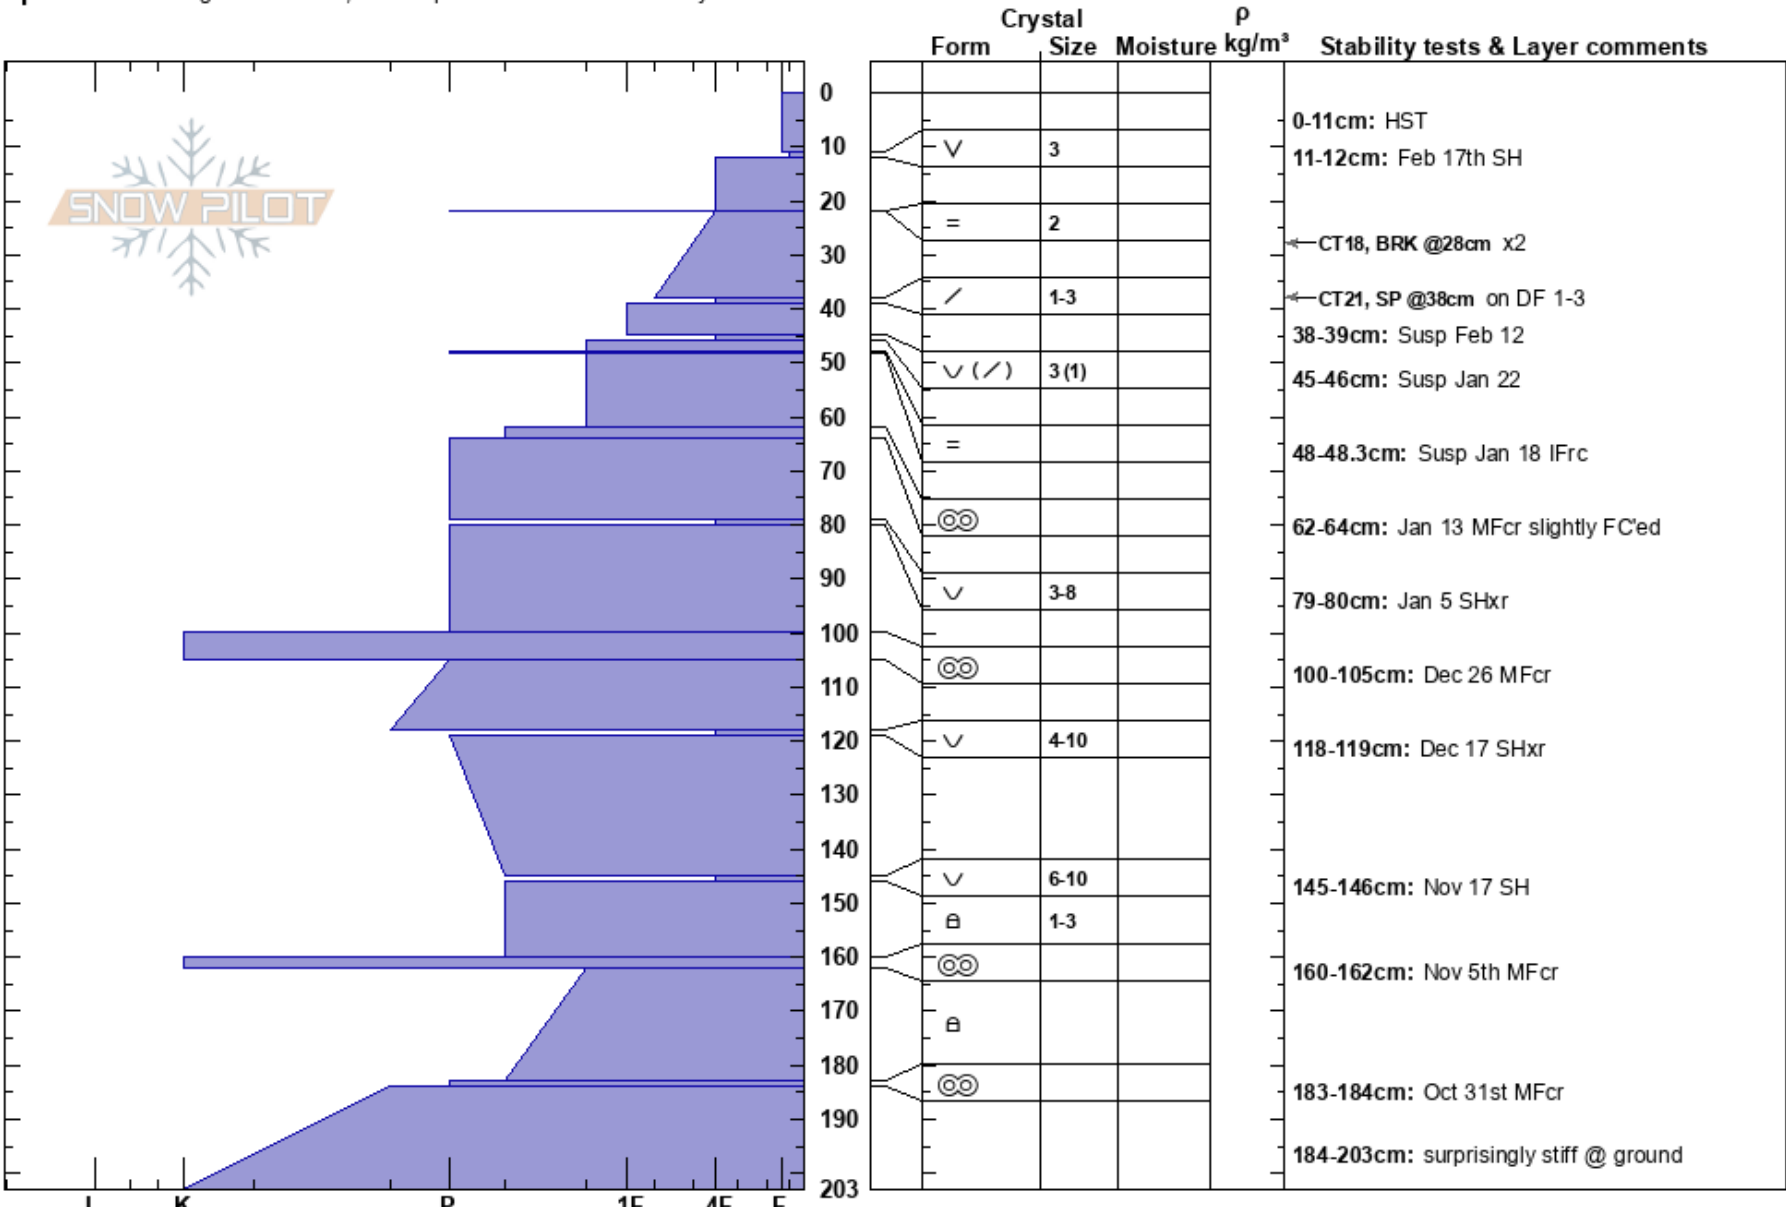 Crystal ρ
Form Size Moisture kg/m³ Stability tests & Layer comments
SNOW PILOT
0
10
20
30
40
50
60
70
80
90
100
110
120
130
140
150
160
170
180
190
203
I K P 1F 4F F
V 3
= 2
/ 1-3
V (/) 3(1)
=
V 3-8
V 4-10
V 6-10
1-3
0-11cm: HST
11-12cm: Feb 17th SH
CT18, BRK @28cm x2
CT21, SP @38cm on DF 1-3
38-39cm: Susp Feb 12
45-46cm: Susp Jan 22
48-48.3cm: Susp Jan 18 IFrc
62-64cm: Jan 13 MFcr slightly FC'ed
79-80cm: Jan 5 SHxr
100-105cm: Dec 26 MFcr
118-119cm: Dec 17 SHxr
145-146cm: Nov 17 SH
160-162cm: Nov 5th MFcr
183-184cm: Oct 31st MFcr
184-203cm: surprisingly stiff @ ground